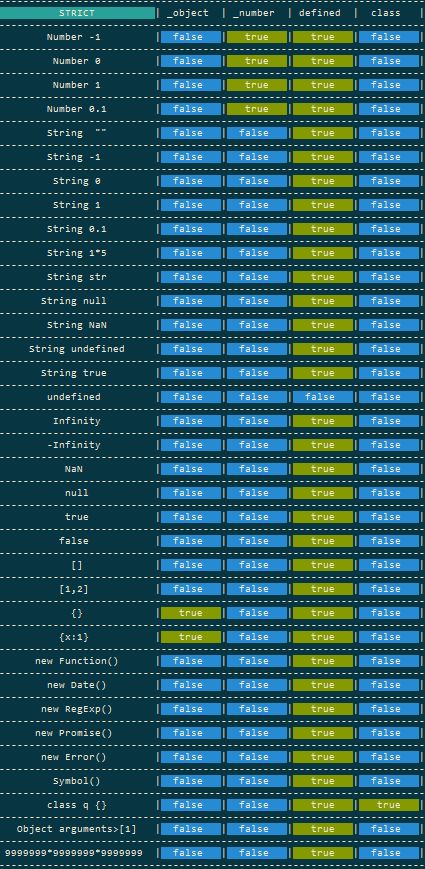 STRICT | _object | _number | defined | class |
Number -1 | false | true | true | false |
Number 0 | false | true | true | false |
Number 1 | false | true | true | false |
Number 0.1 | false | true | true | false |
String "" | false | false | true | false |
String -1 | false | false | true | false |
String 0 | false | false | true | false |
String 1 | false | false | true | false |
String 0.1 | false | false | true | false |
String 1*5 | false | false | true | false |
String str | false | false | true | false |
String null | false | false | true | false |
String NaN | false | false | true | false |
String undefined | false | false | true | false |
String true | false | false | true | false |
undefined | false | false | false | false |
Infinity | false | false | true | false |
-Infinity | false | false | true | false |
NaN | false | false | true | false |
null | false | false | true | false |
true | false | false | true | false |
false | false | false | true | false |
[] | false | false | true | false |
[1,2] | false | false | true | false |
{} | true | false | true | false |
{x:1} | true | false | true | false |
new Function() | false | false | true | false |
new Date() | false | false | true | false |
new RegExp() | false | false | true | false |
new Promise() | false | false | true | false |
new Error() | false | false | true | false |
Symbol() | false | false | true | false |
class q {} | false | false | true | true |
Object arguments>[1] | false | false | true | false |
9999999*9999999*9999999 | false | false | true | false |